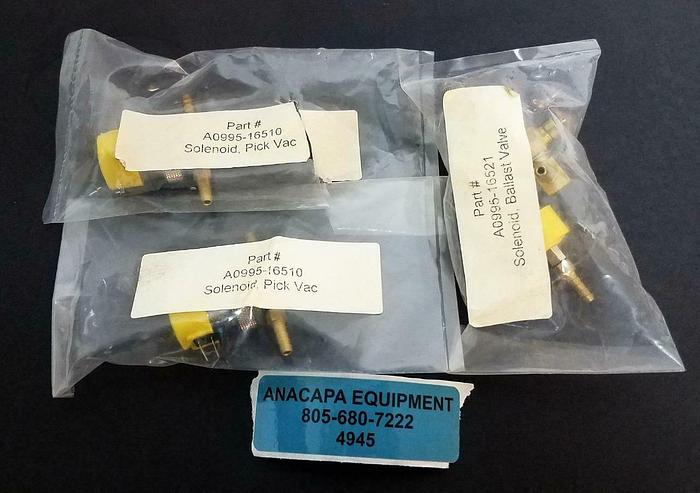 Part #
A0995-16510
Solenoid, Pick Vac
Part #
A0995-16510
Solenoid, Pick Vac
Part #
A0995-16521
Solenoid, Ballast Valve
ANACAPA EQUIPMENT
805-680-7222
4945